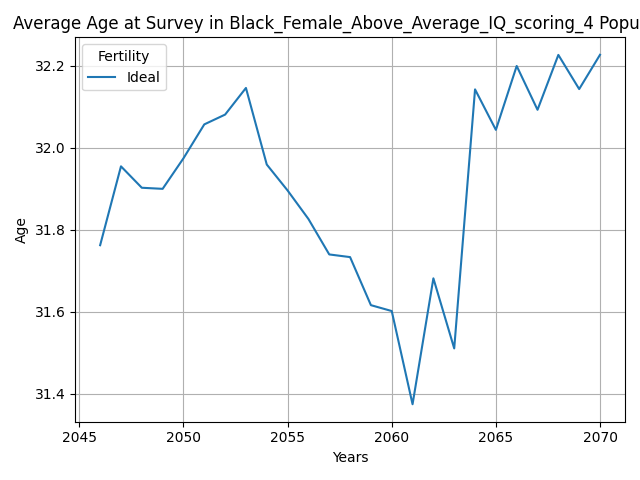 Average Age at Survey in Black_Female_Above_Average_IQ_scoring_4 Popu
Fertility
Ideal
32.2
32.0
31.8
31.6
31.4
Age
2045 2050 2055 2060 2065 2070
Years